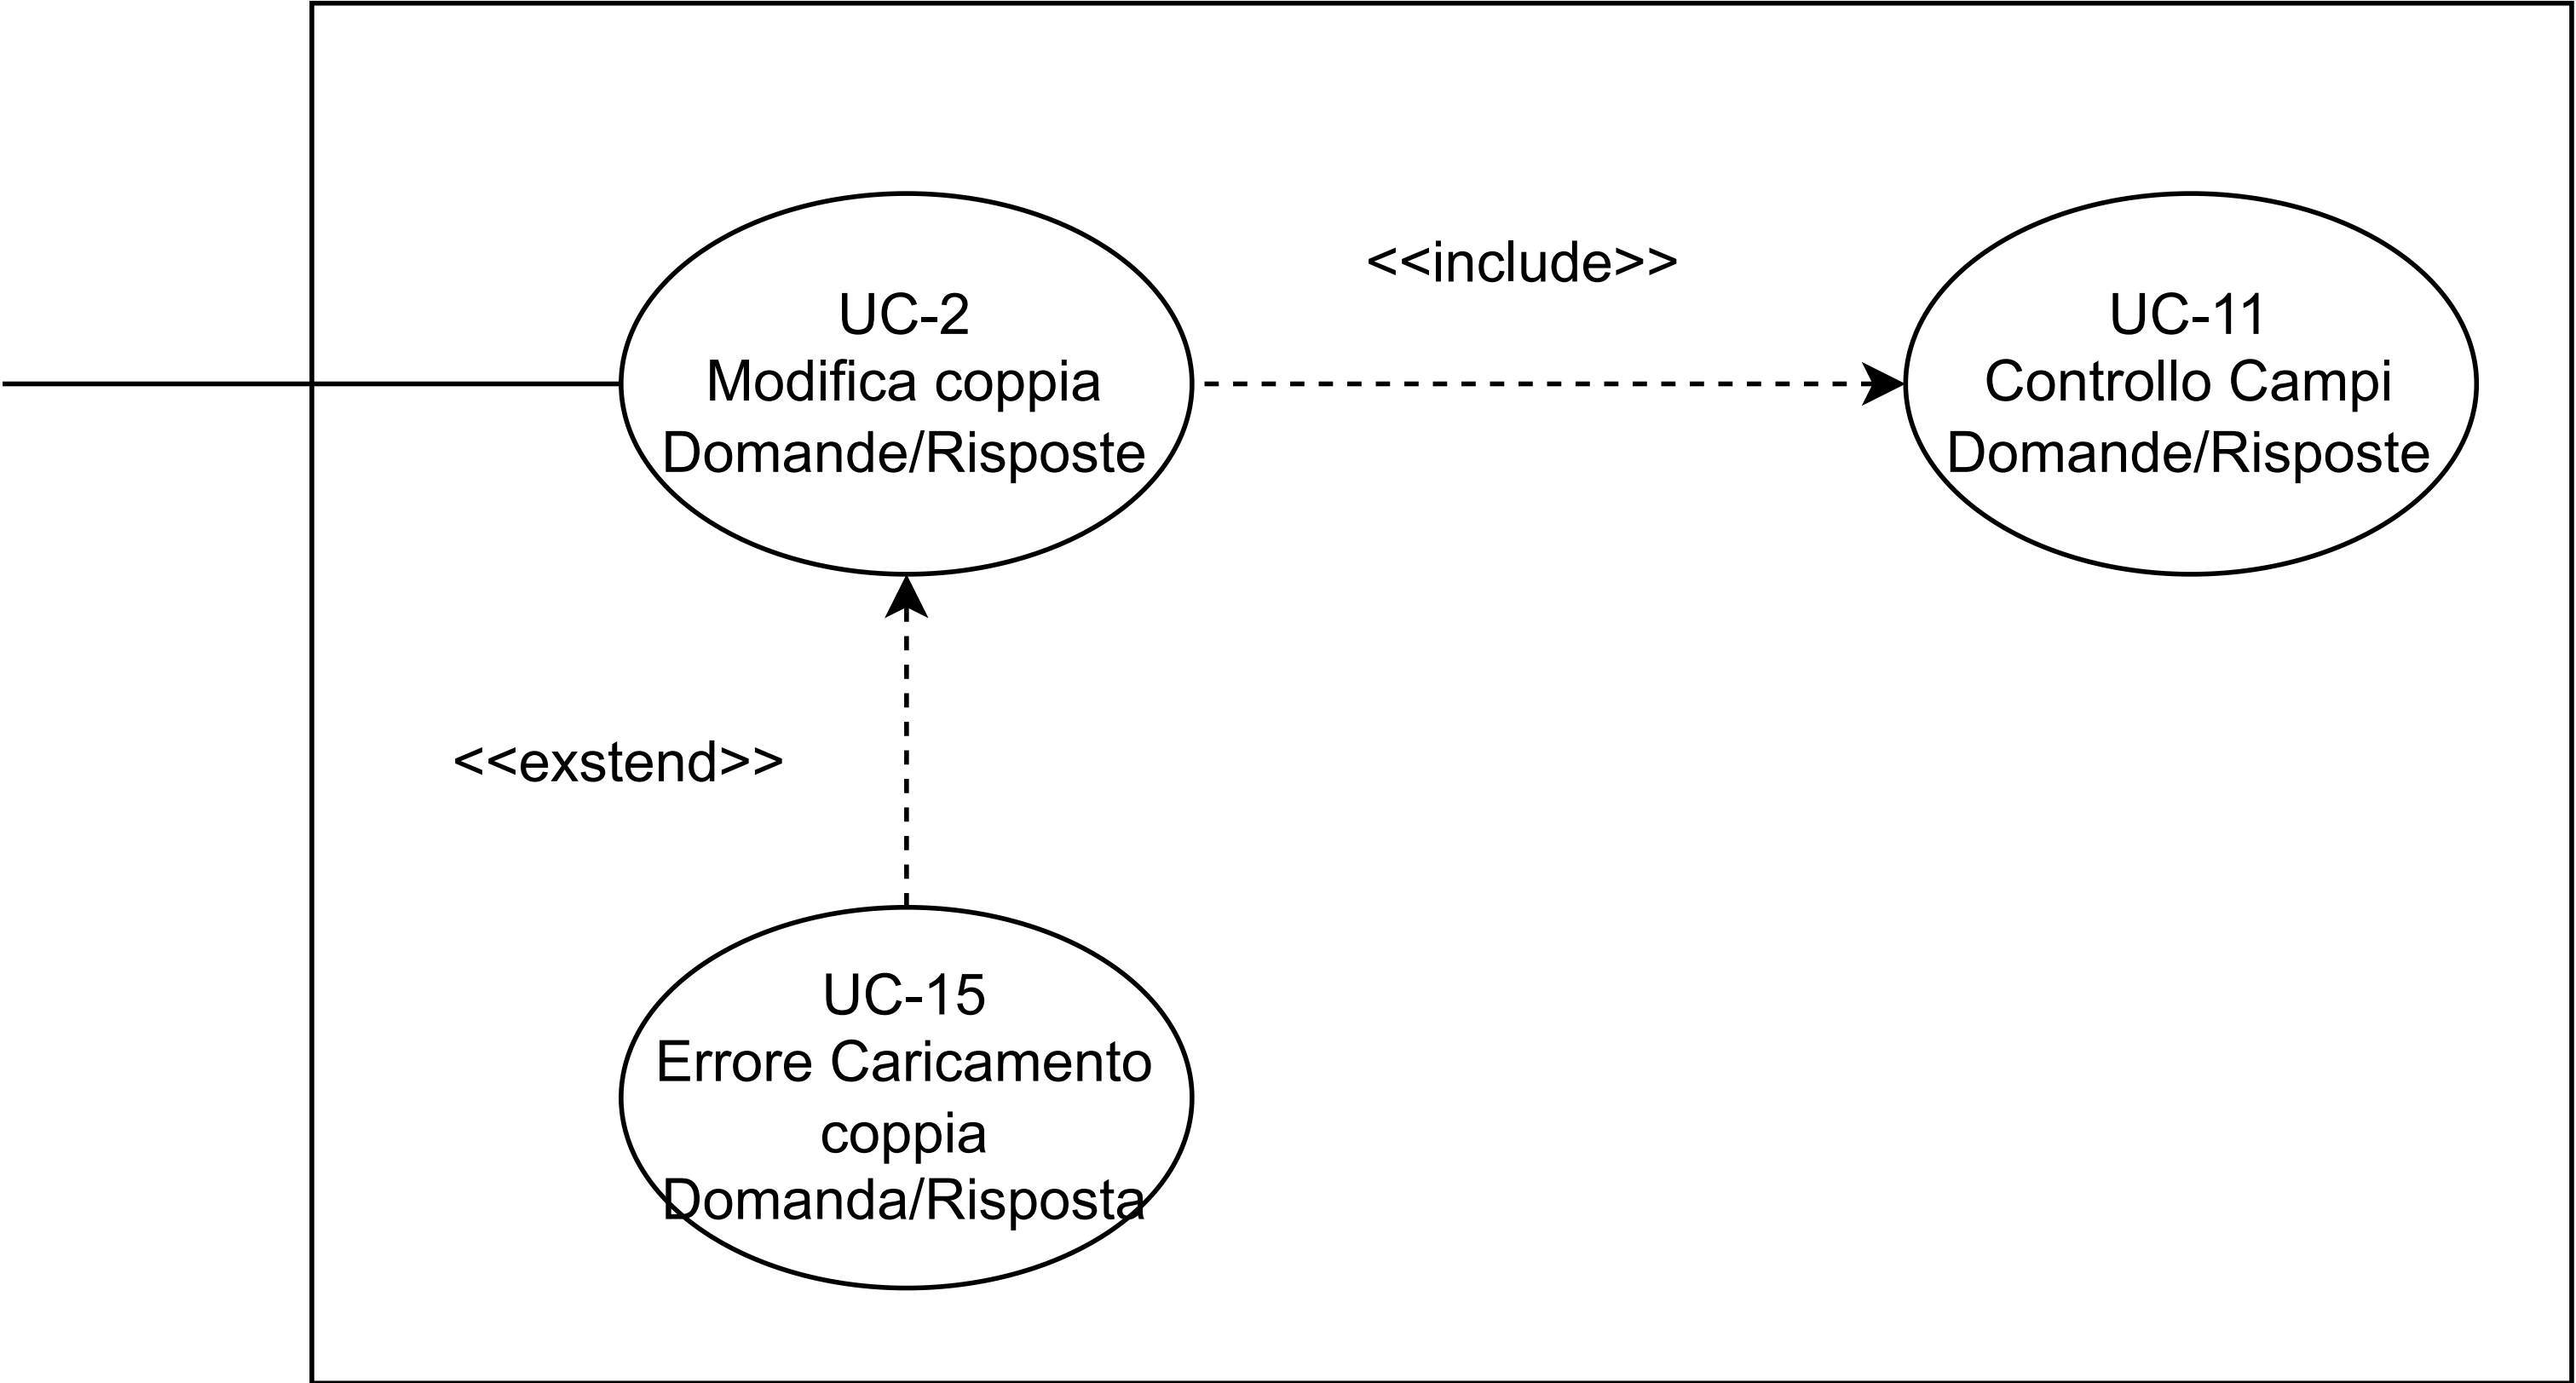 UC-2
Modifica coppia
Domande/Risposte
<<include>>
UC-11
Controllo Campi
Domande/Risposte
<<exstend>>
UC-15
Errore Caricamento
coppia
Domanda/Risposta